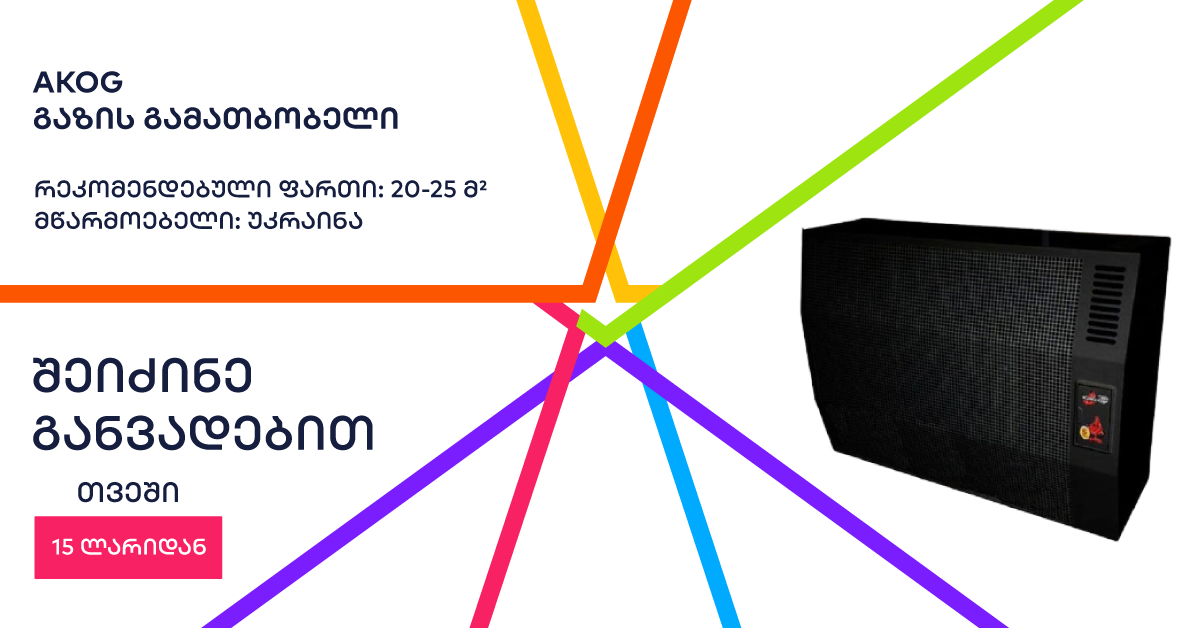 AKOG
გაზის გამათბობელი
რეკომენდებული ფართი: 20-25 მ²
მწარმოებელი: უკრაინა
შეიძინე
განვადებით
თვეში
15 ლარიდან